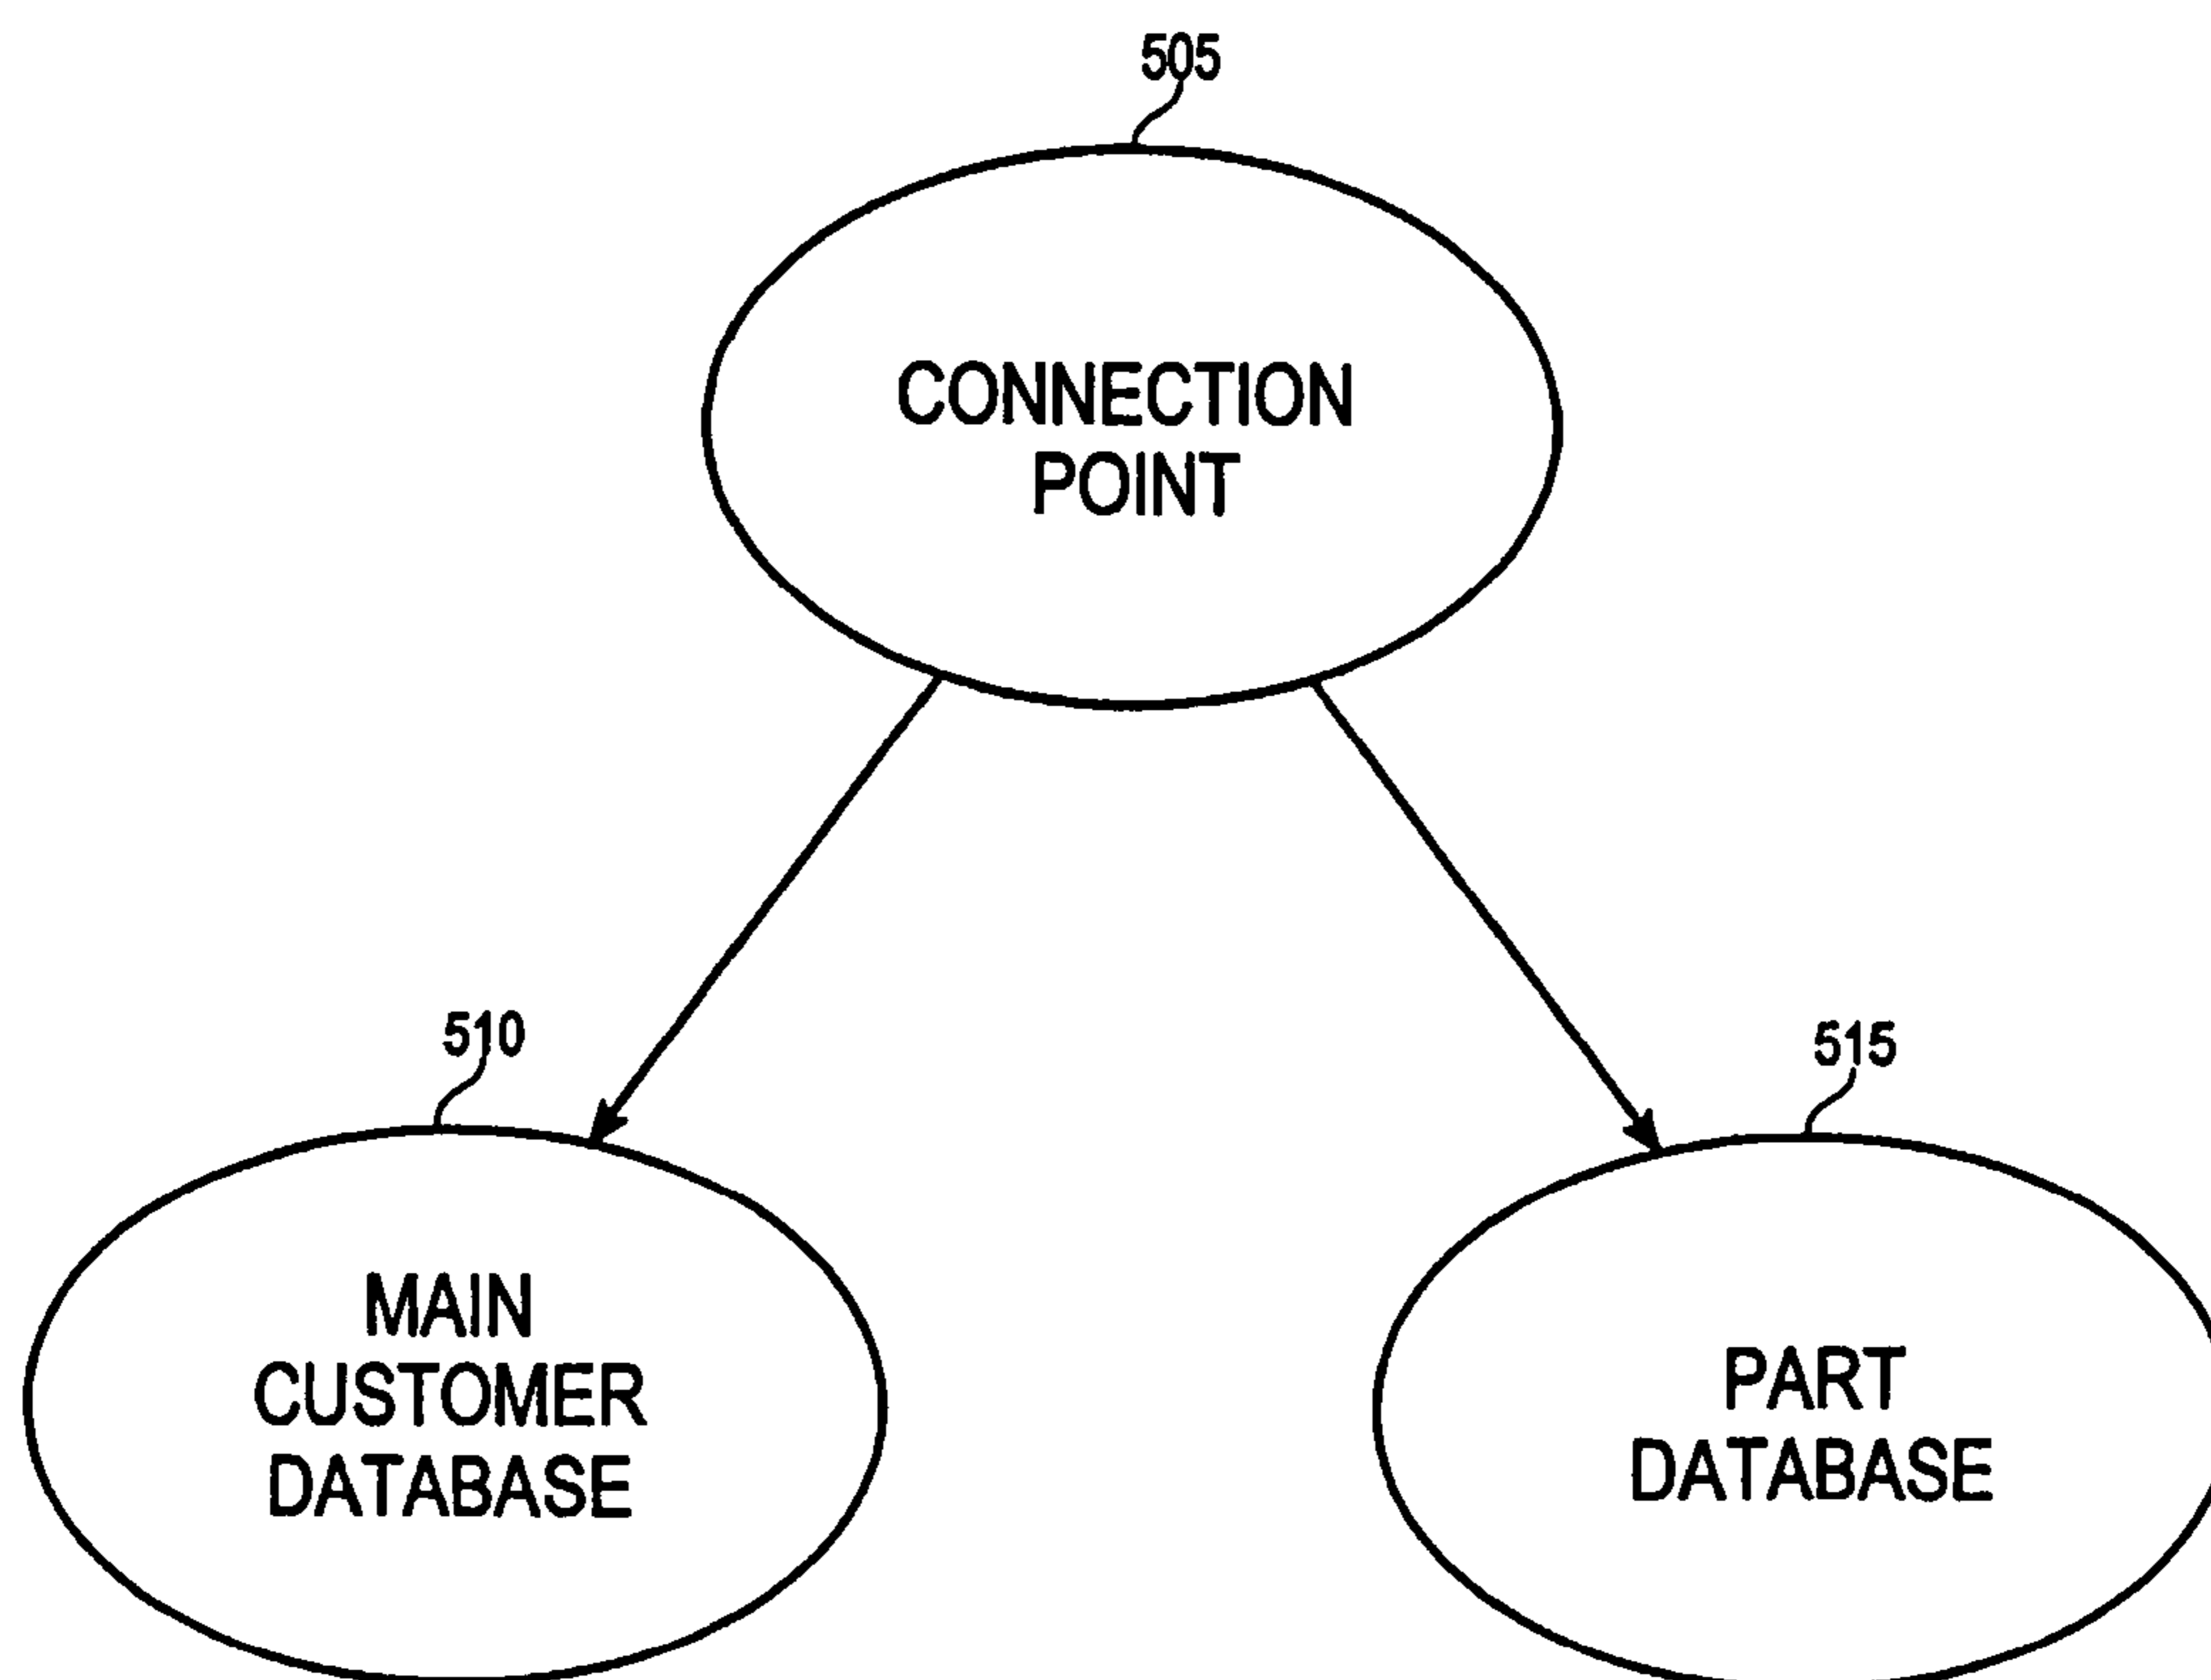 505
CONNECTION
POINT
510
MAIN
CUSTOMER
DATABASE
515
PART
DATABASE